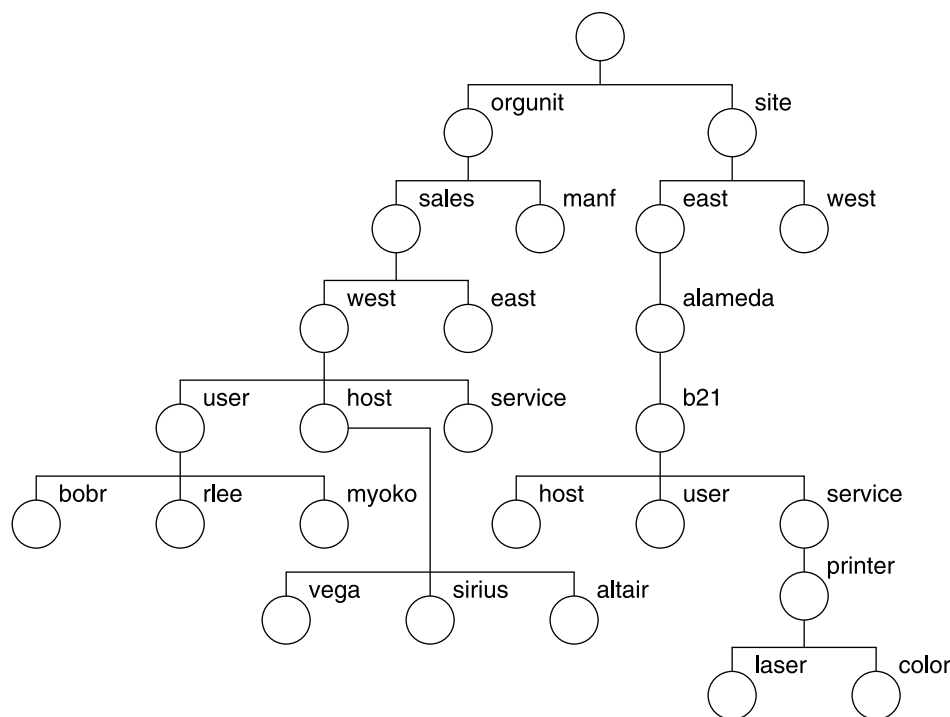 orgunit site
sales manf east west
west east alameda
user host service b21
bobr rlee myoko host user service
printer
vega sirius altair
laser color